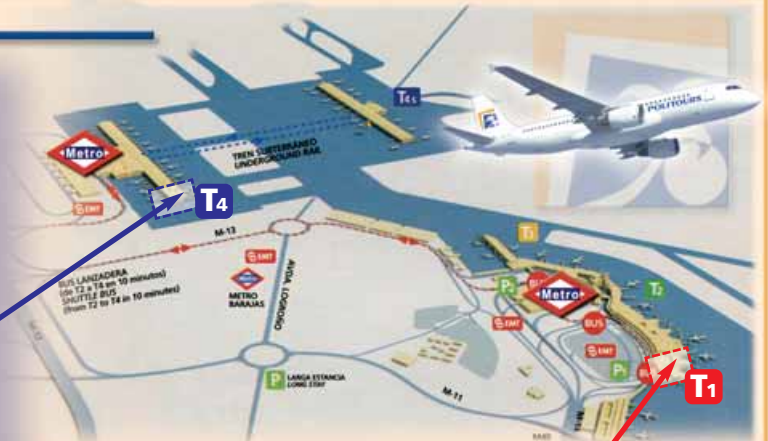 T4s
POLITOURS
Metro
TREN SUBTERRÁNEO
UNDERGROUND RAIL
T4
EMT
M-13
T3
BUS LANZADERA
(de T2 a T4 en 10 minutos)
SHUTTLE BUS
(from T2 to T4 in 10 minutes)
EMT
METRO
BARAJAS
AVDA. LOGROÑO
P2
BUS
Metro
T2
EMT
BUS
EMT
P1
T1
P
LARGA ESTANCIA
LONG STAY
M-11